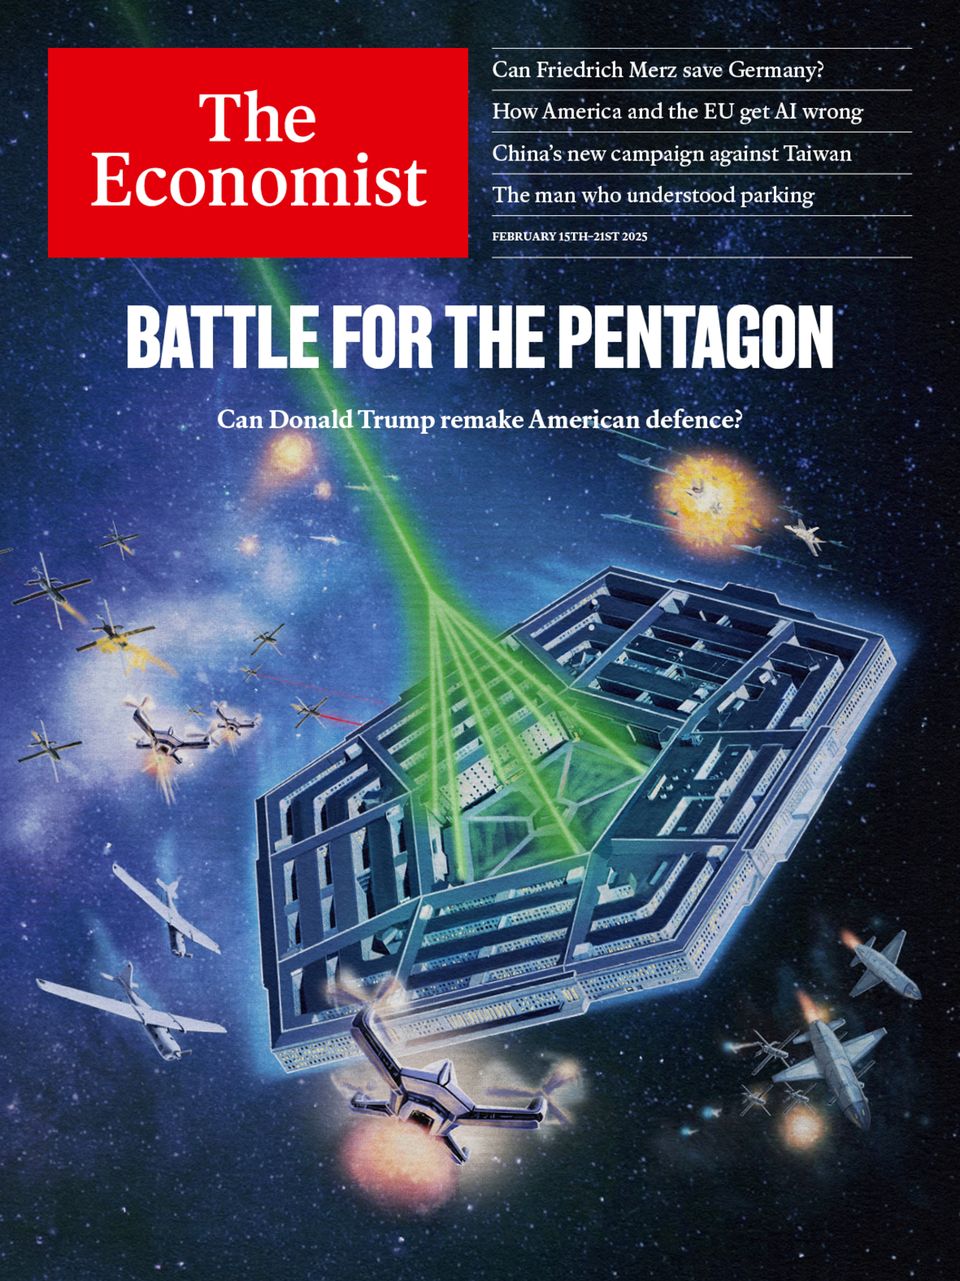 The
Economist
Can Friedrich Merz save Germany?
How America and the EU get AI wrong
China's new campaign against Taiwan
The man who understood parking
FEBRUARY 15TH–21ST 2025
BATTLE FOR THE PENTAGON
Can Donald Trump remake American defence?